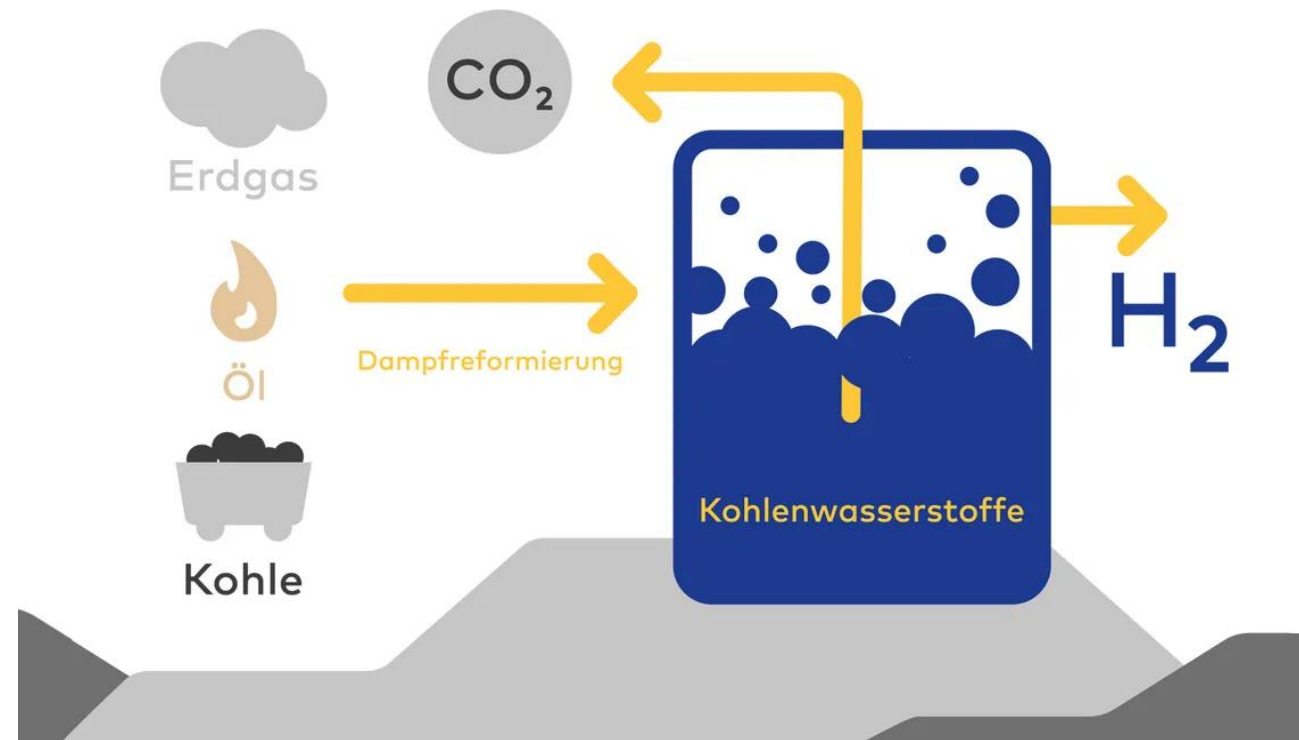 Erdgas
CO₂
Öl
Dampfreformierung
H₂
Kohle
Kohlenwasserstoffe